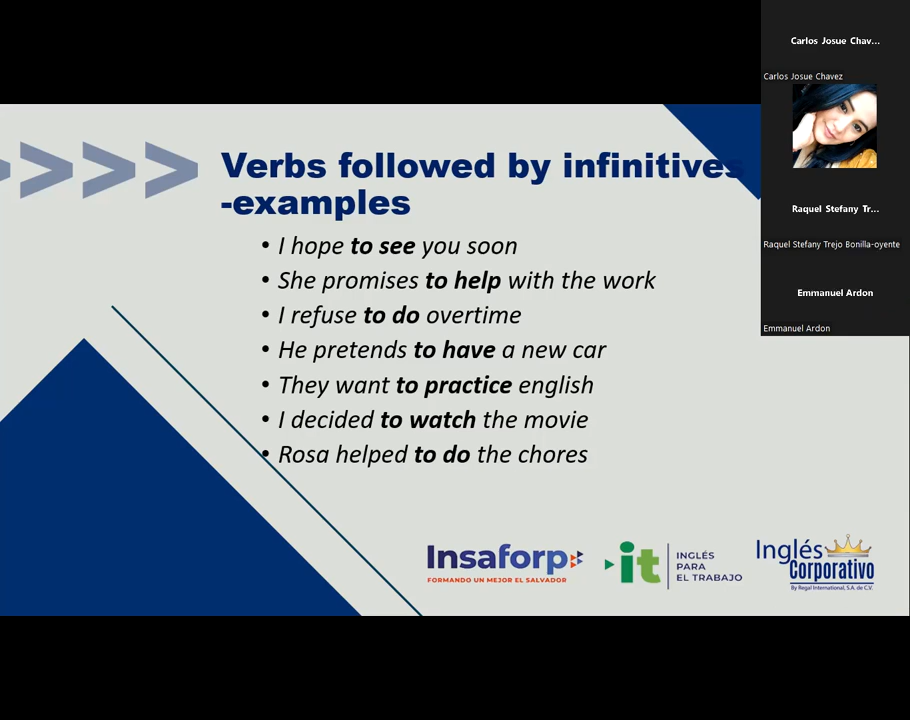 Carlos Josue Chav...
Carlos Josue Chavez
Raquel Stefany Tr...
Raquel Stefany Trejo Bonilla-oyente
Emmanuel Ardon
Emmanuel Ardon
>>>>
Verbs followed by infinitives
-examples
• I hope to see you soon
• She promises to help with the work
• I refuse to do overtime
• He pretends to have a new car
• They want to practice english
• I decided to watch the movie
• Rosa helped to do the chores
Insaforp
FORMANDO UN MEJOR EL SALVADOR
it
INGLÉS
PARA
EL TRABAJO
Inglés
Corporativo
By Regal International, S.A. de C.V.